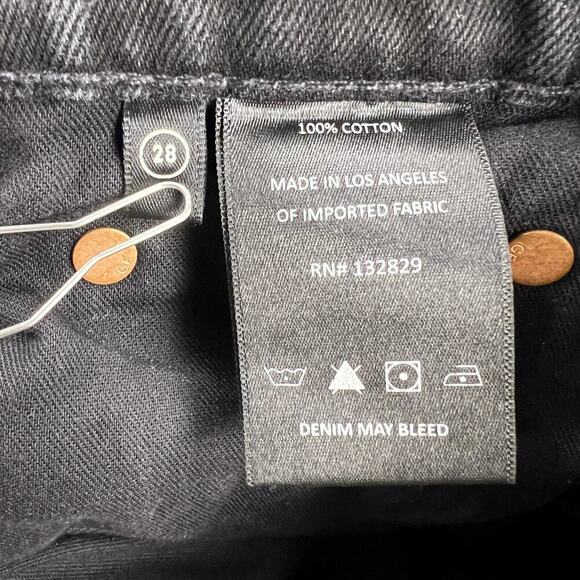 28
100% COTTON
MADE IN LOS ANGELES
OF IMPORTED FABRIC
RN# 132829
DENIM MAY BLEED